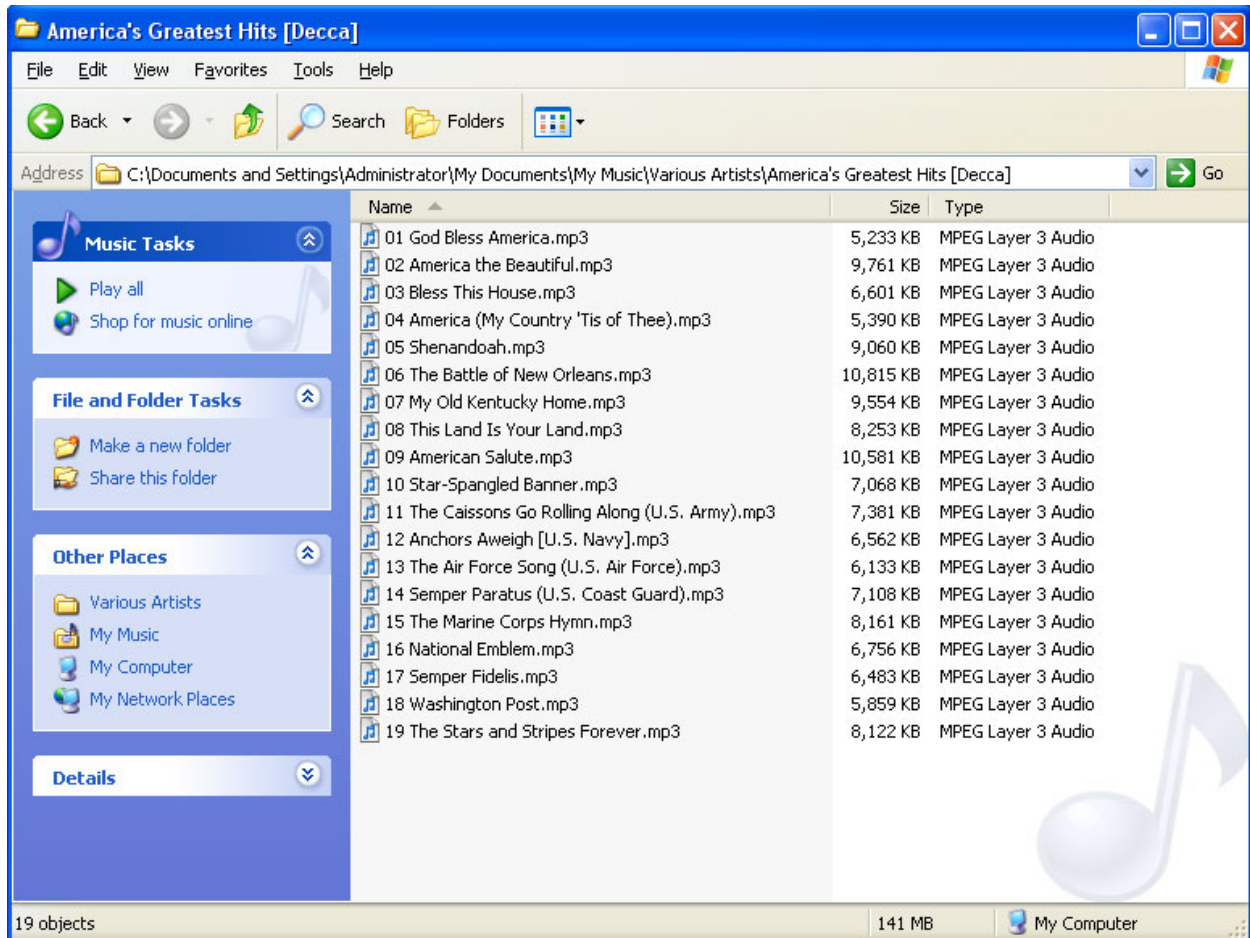 America's Greatest Hits [Decca]
File Edit View Favorites Tools Help
Back Search Folders
Address C:\Documents and Settings\Administrator\My Documents\My Music\Various Artists\America's Greatest Hits [Decca] Go
Music Tasks
Play all
Shop for music online
File and Folder Tasks
Make a new folder
Share this folder
Other Places
Various Artists
My Music
My Computer
My Network Places
Details
Name Size Type
01 God Bless America.mp3 5,233 KB MPEG Layer 3 Audio
02 America the Beautiful.mp3 9,761 KB MPEG Layer 3 Audio
03 Bless This House.mp3 6,601 KB MPEG Layer 3 Audio
04 America (My Country 'Tis of Thee).mp3 5,390 KB MPEG Layer 3 Audio
05 Shenandoah.mp3 9,060 KB MPEG Layer 3 Audio
06 The Battle of New Orleans.mp3 10,815 KB MPEG Layer 3 Audio
07 My Old Kentucky Home.mp3 9,554 KB MPEG Layer 3 Audio
08 This Land Is Your Land.mp3 8,253 KB MPEG Layer 3 Audio
09 American Salute.mp3 10,581 KB MPEG Layer 3 Audio
10 Star-Spangled Banner.mp3 7,068 KB MPEG Layer 3 Audio
11 The Caissons Go Rolling Along (U.S. Army).mp3 7,381 KB MPEG Layer 3 Audio
12 Anchors Aweigh [U.S. Navy].mp3 6,562 KB MPEG Layer 3 Audio
13 The Air Force Song (U.S. Air Force).mp3 6,133 KB MPEG Layer 3 Audio
14 Semper Paratus (U.S. Coast Guard).mp3 7,108 KB MPEG Layer 3 Audio
15 The Marine Corps Hymn.mp3 8,161 KB MPEG Layer 3 Audio
16 National Emblem.mp3 6,756 KB MPEG Layer 3 Audio
17 Semper Fidelis.mp3 6,483 KB MPEG Layer 3 Audio
18 Washington Post.mp3 5,859 KB MPEG Layer 3 Audio
19 The Stars and Stripes Forever.mp3 8,122 KB MPEG Layer 3 Audio
19 objects 141 MB My Computer